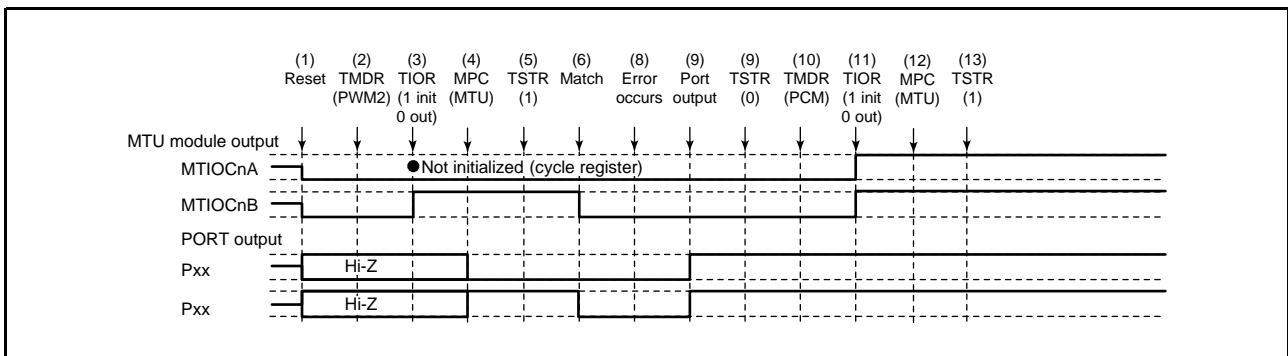 (1) (2) (3) (4) (5) (6) (8) (9) (9) (10) (11) (12) (13)
Reset TMDR TIOR MPC TSTR Match Error Port TSTR TMDR TIOR MPC TSTR
(PWM2) (1 init (MTU) (1) occurs output (0) (PCM) (1 init (MTU) (1)
0 out) 0 out)
MTU module output
MTIOCnA ●Not initialized (cycle register)
MTIOCnB
PORT output
Pxx Hi-Z
Pxx Hi-Z